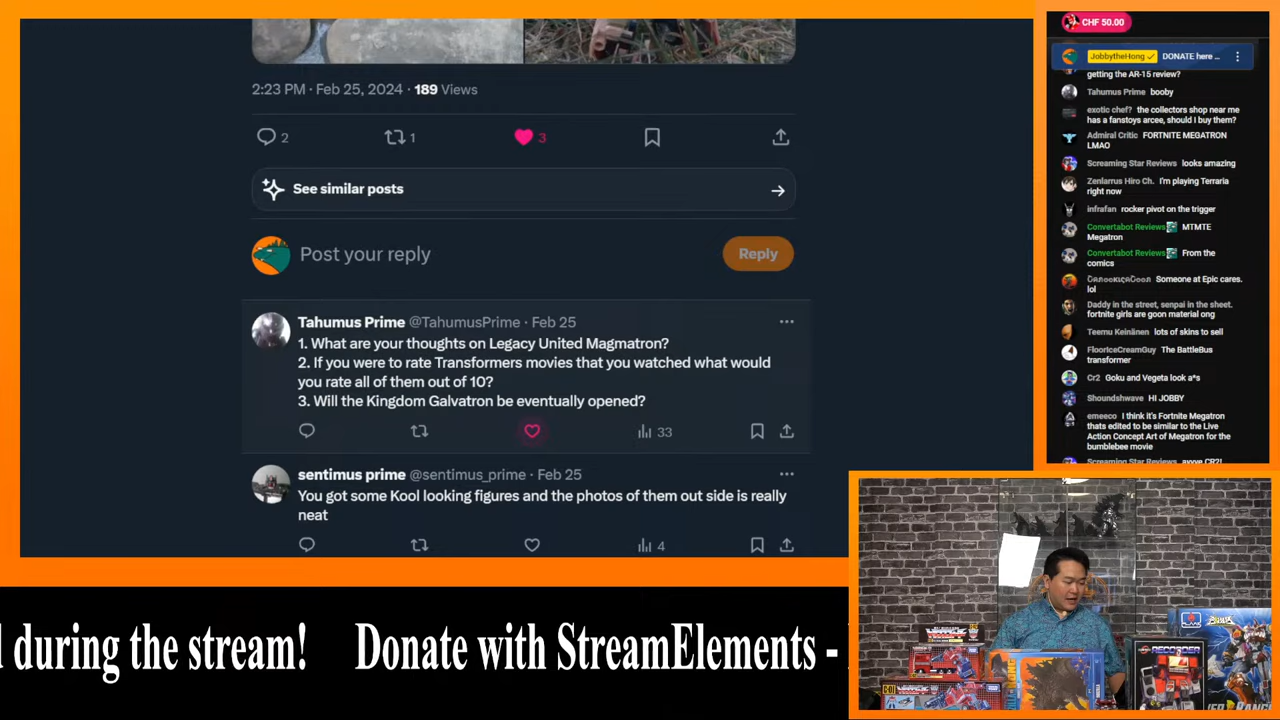 2:23 PM · Feb 25, 2024 · 189 Views
2
1
3
See similar posts
Post your reply
Reply
Tahumus Prime @TahumusPrime · Feb 25
1. What are your thoughts on Legacy United Magmatron?
2. If you were to rate Transformers movies that you watched what would
you rate all of them out of 10?
3. Will the Kingdom Galvatron be eventually opened?
33
sentimus prime @sentimus_prime · Feb 25
You got some Kool looking figures and the photos of them out side is really
neat
4
CHF 50.00
JobbytheHong DONATE here ...
getting the AR-15 review?
Tahumus Prime booby
exotic chef? the collectors shop near me
has a fanstoys arcee, should I buy them?
Admiral Critic FORTNITE MEGATRON
LMAO
Screaming Star Reviews looks amazing
Zenlarrus Hiro Ch. I'm playing Terraria
right now
infrafan rocker pivot on the trigger
Convertabot Reviews MTMTE
Megatron
Convertabot Reviews From the
comics
Someone at Epic cares.
lol
Daddy in the street, senpai in the sheet.
fortnite girls are goon material ong
Teemu Keinänen lots of skins to sell
FloorIceCreamGuy The BattleBus
transformer
Cr2 Goku and Vegeta look a*s
Shoundshwave HI JOBBY
emeeco I think it's Fortnite Megatron
thats edited to be similar to the Live
Action Concept Art of Megatron for the
bumblebee movie
Screaming Star Reviews ayyye CR2!
during the stream! Donate with StreamElements -
RECORDER